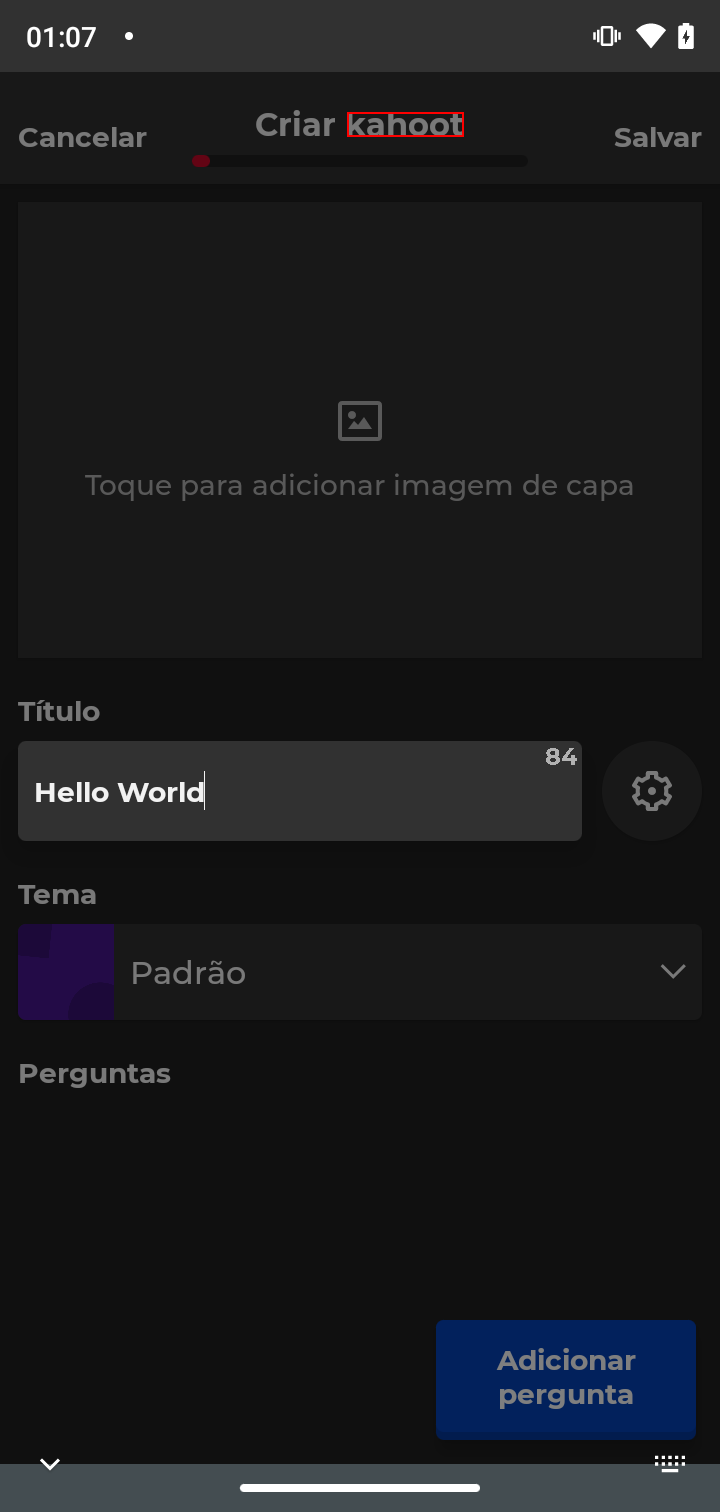 01:07
Cancelar
Criar kahoot
Salvar
Toque para adicionar imagem de capa
Título
84
Hello World
Tema
Padrão
Perguntas
Adicionar
pergunta